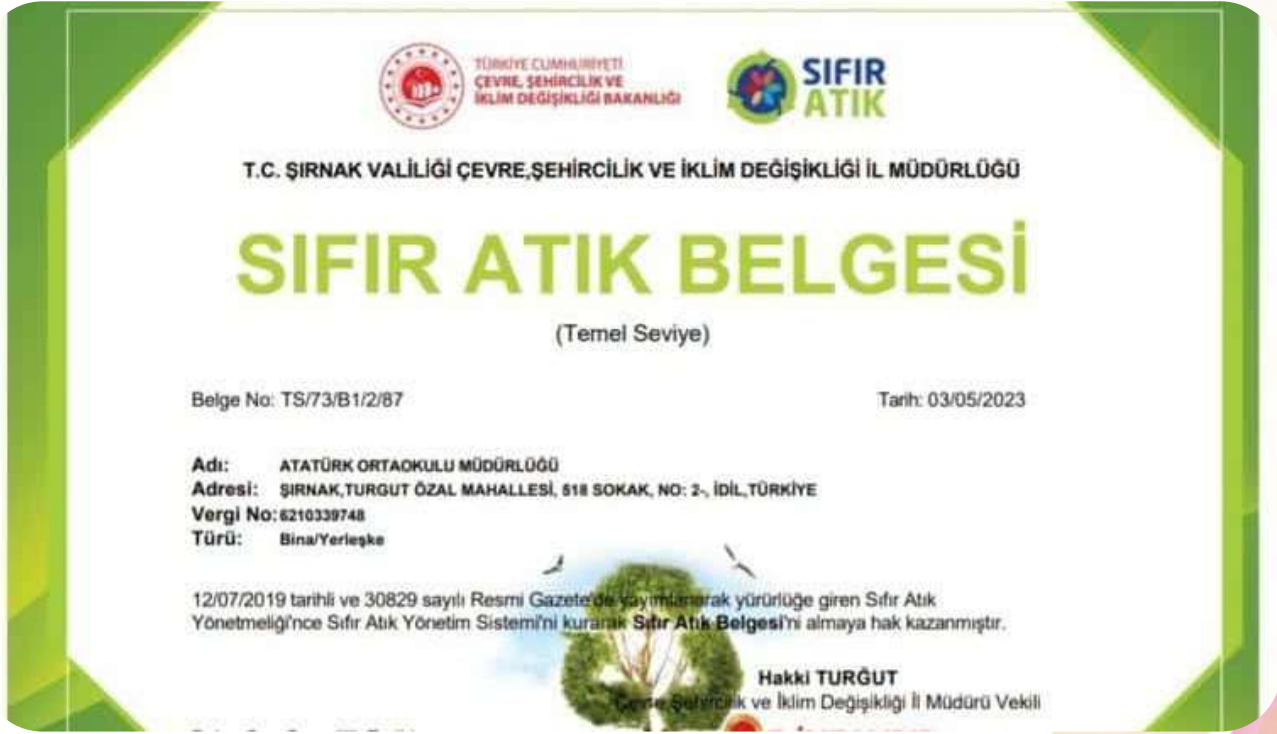 TÜRKİYE CUMHURİYETİ
ÇEVRE, ŞEHİRCİLİK VE
İKLİM DEĞİŞİKLİĞİ BAKANLIĞI
SIFIR
ATIK
T.C. ŞIRNAK VALİLİĞİ ÇEVRE,ŞEHİRCİLİK VE İKLİM DEĞİŞİKLİĞİ İL MÜDÜRLÜĞÜ
SIFIR ATIK BELGESİ
(Temel Seviye)
Belge No: TS/73/B1/2/87
Tarih: 03/05/2023
Adı: ATATÜRK ORTAOKULU MÜDÜRLÜĞÜ
Adresi: ŞIRNAK,TURGUT ÖZAL MAHALLESİ, 518 SOKAK, NO: 2-, İDİL,TÜRKİYE
Vergi No: 6210339748
Türü: Bina/Yerleşke
12/07/2019 tarihli ve 30829 sayılı Resmi Gazete'de yayımlanarak yürürlüğe giren Sıfır Atık
Yönetmeliği'nce Sıfır Atık Yönetim Sistemi'ni kurarak Sıfır Atık Belgesi'ni almaya hak kazanmıştır.
Hakki TURĞUT
Çevre Şehircilik ve İklim Değişikliği İl Müdürü Vekili